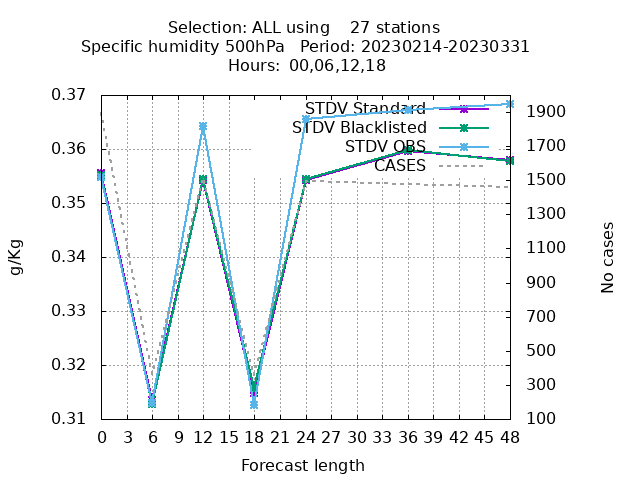 Selection: ALL using 27 stations
Specific humidity 500hPa Period: 20230214-20230331
Hours: 00,06,12,18
STDV Standard
STDV Blacklisted
STDV OBS
CASES
g/Kg
0.37
0.36
0.35
0.34
0.33
0.32
0.31
No cases
1900
1700
1500
1300
1100
900
700
500
300
100
0 3 6 9 12 15 18 21 24 27 30 33 36 39 42 45 48
Forecast length